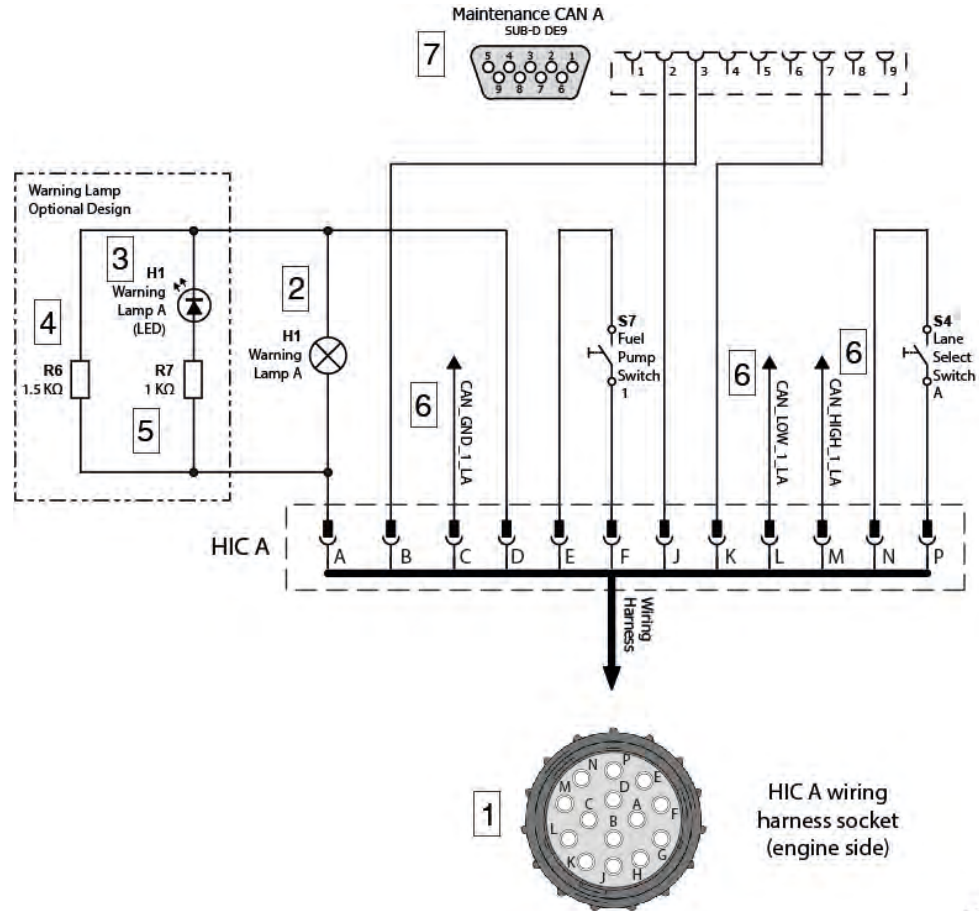 Maintenance CAN A
SUB-D DE9
7
5 4 3 2 1
9 8 7 6
1 2 3 4 5 6 7 8 9
Warning Lamp
Optional Design
3
H1
Warning
Lamp A
(LED)
2
H1
Warning
Lamp A
4
R6
1.5 KΩ
R7
1 KΩ
5
6
CAN_GND_1_LA
S7
Fuel
Pump
Switch
1
6
CAN_LOW_1_LA
CAN_HIGH_1_LA
6
S4
Lane
Select
Switch
A
HIC A
A B C D E F J K L M N P
Wiring
Harness
1
P
N E
D
M
C A F
B
L
G
K H
J
HIC A wiring
harness socket
(engine side)